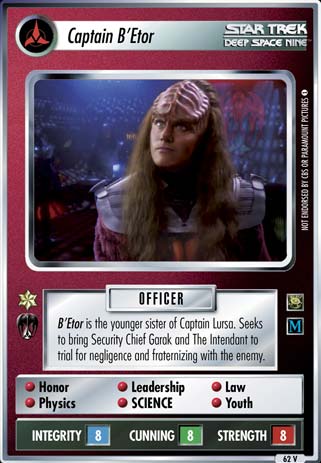 Captain B'Etor
STAR TREK
DEEP SPACE NINE
NOT ENDORSED BY CBS OR PARAMOUNT PICTURES
OFFICER
B'Etor is the younger sister of Captain Lursa. Seeks
to bring Security Chief Garak and The Intendant to
trial for negligence and fraternizing with the enemy.
M
Honor Leadership Law
Physics SCIENCE Youth
INTEGRITY 8 CUNNING 8 STRENGTH 8
62 V